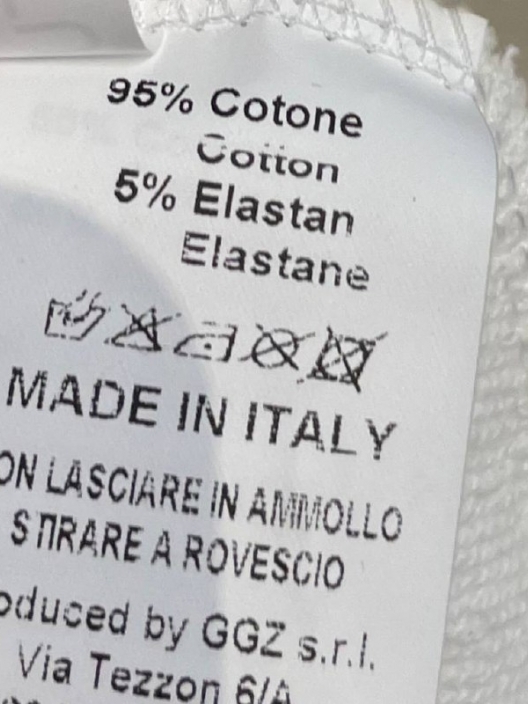 95% Cotone
Cotton
5% Elastan
Elastane
MADE IN ITALY
ON LASCIARE IN AMMOLLO
STIRARE A ROVESCIO
oduced by GGZ s.r.l.
Via Tezzon 6/A